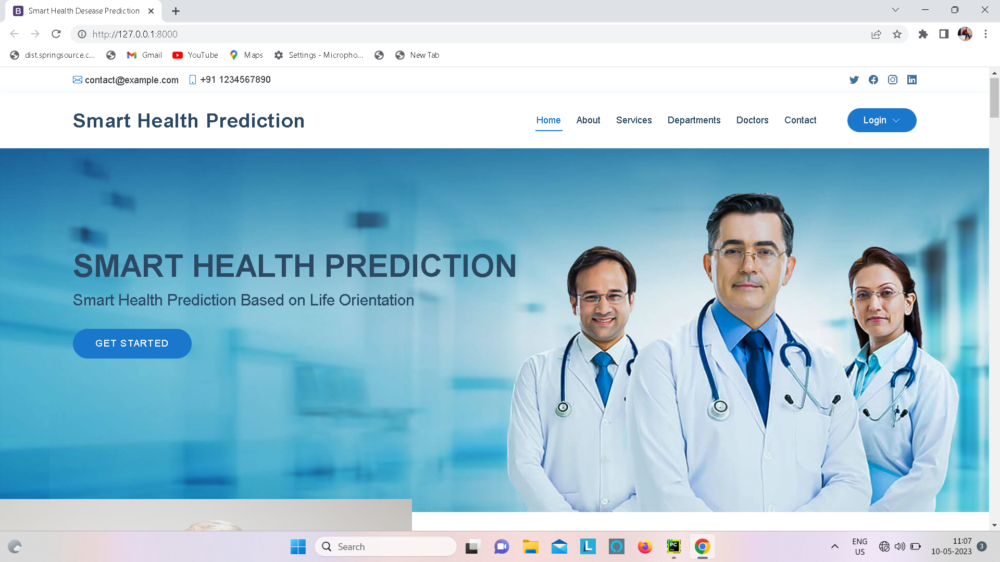 Smart Health Desease Prediction
http://127.0.0.1:8000
dist.springsource.c...
Gmail
YouTube
Maps
Settings - Micropho...
New Tab
contact@example.com +91 1234567890
Smart Health Prediction
Home About Services Departments Doctors Contact Login
SMART HEALTH PREDICTION
Smart Health Prediction Based on Life Orientation
GET STARTED
Search
ENG
US
11:07
10-05-2023
3